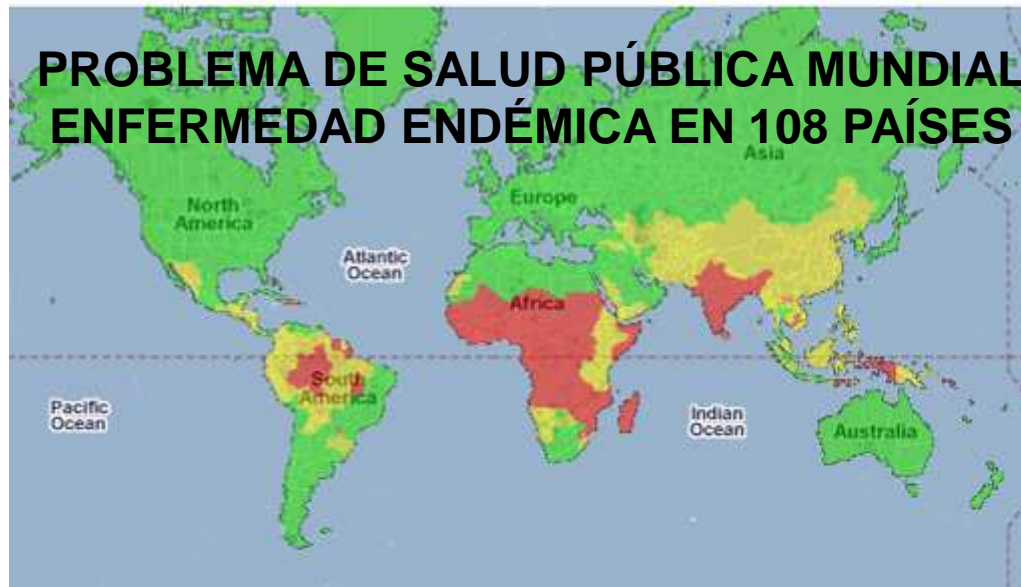 PROBLEMA DE SALUD PÚBLICA MUNDIAL
ENFERMEDAD ENDÉMICA EN 108 PAÍSES
Asia
North
America
Europe
Atlantic
Ocean
Africa
South
America
Pacific
Ocean
Indian
Ocean
Australia